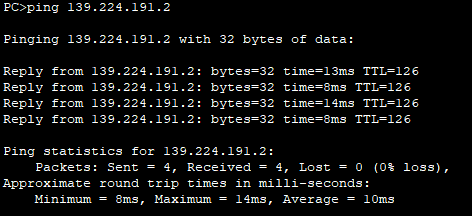 PC>ping 139.224.191.2
Pinging 139.224.191.2 with 32 bytes of data:
Reply from 139.224.191.2: bytes=32 time=13ms TTL=126
Reply from 139.224.191.2: bytes=32 time=8ms TTL=126
Reply from 139.224.191.2: bytes=32 time=14ms TTL=126
Reply from 139.224.191.2: bytes=32 time=8ms TTL=126
Ping statistics for 139.224.191.2:
Packets: Sent = 4, Received = 4, Lost = 0 (0% loss),
Approximate round trip times in milli-seconds:
Minimum = 8ms, Maximum = 14ms, Average = 10ms